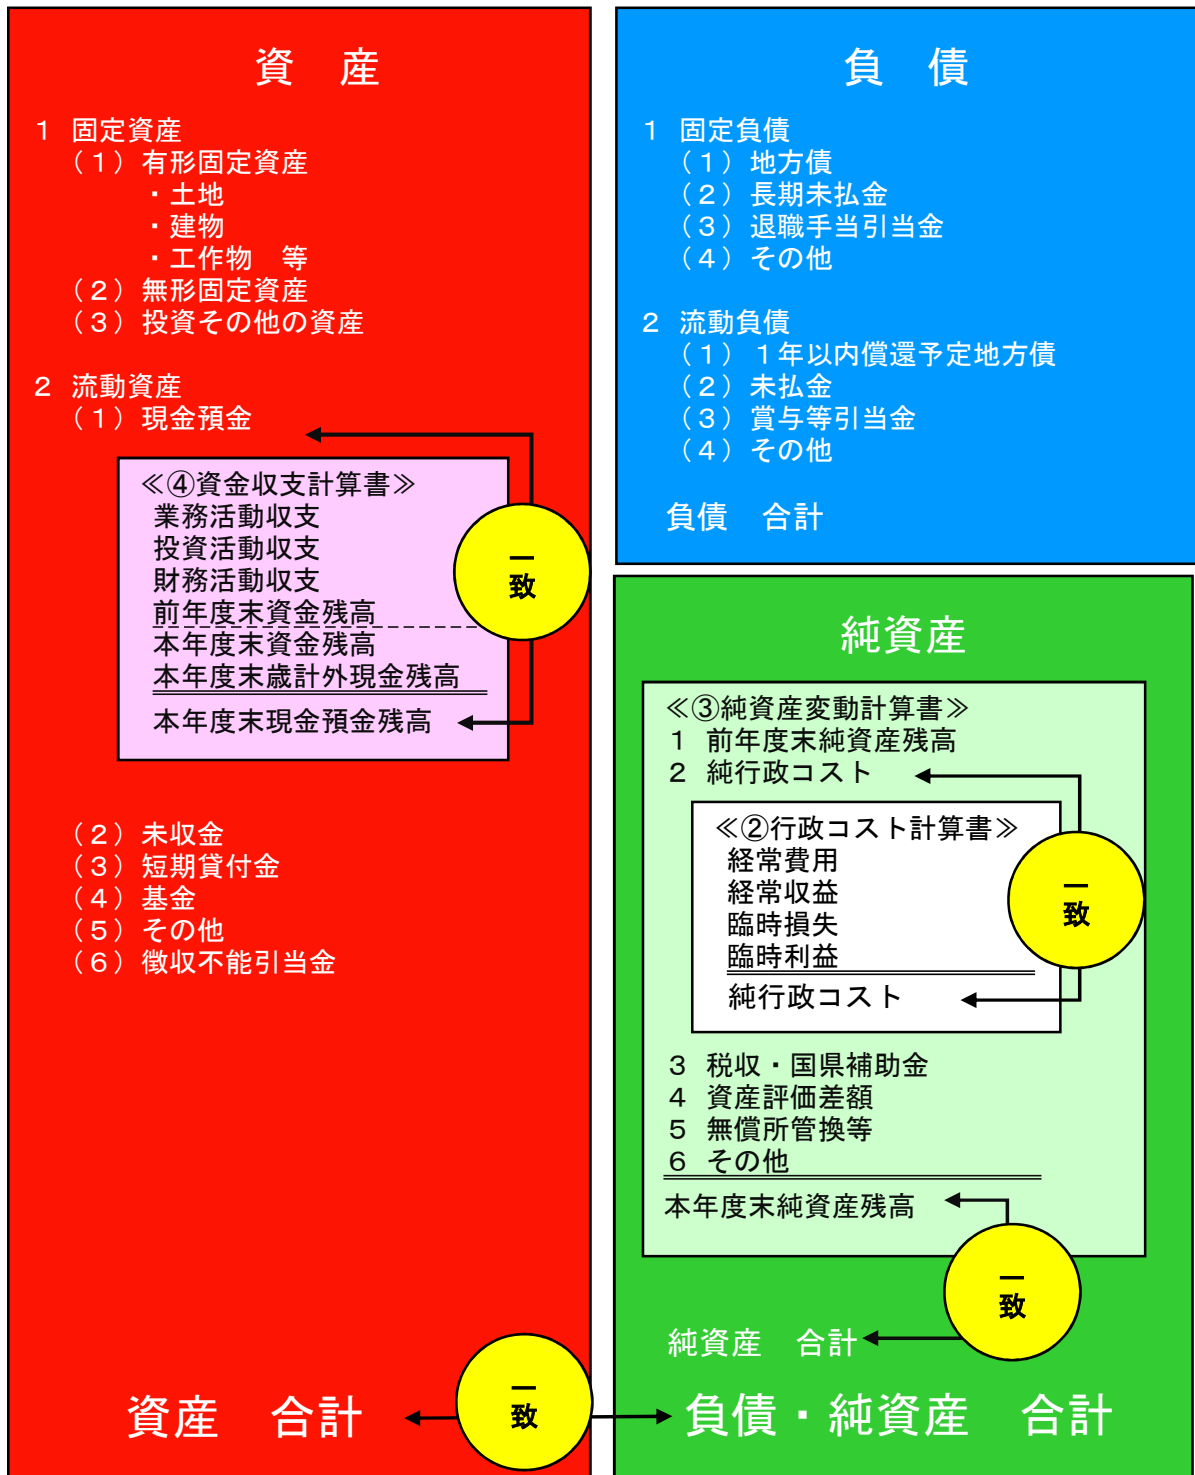 資　産
１ 固定資産
（１）有形固定資産
・土地
・建物
・工作物　等
（２）無形固定資産
（３）投資その他の資産
２ 流動資産
（１）現金預金
≪④資金収支計算書≫
業務活動収支
投資活動収支
財務活動収支
前年度末資金残高
本年度末資金残高
本年度末歳計外現金残高
本年度末現金預金残高
一致
（２）未収金
（３）短期貸付金
（４）基金
（５）その他
（６）徴収不能引当金
資産　合計
一致
負　債
１ 固定負債
（１）地方債
（２）長期未払金
（３）退職手当引当金
（４）その他
２ 流動負債
（１）１年以内償還予定地方債
（２）未払金
（３）賞与等引当金
（４）その他
負債　合計
純資産
≪③純資産変動計算書≫
１ 前年度末純資産残高
２ 純行政コスト
≪②行政コスト計算書≫
経常費用
経常収益
臨時損失
臨時利益
純行政コスト
一致
３ 税収・国県補助金
４ 資産評価差額
５ 無償所管換等
６ その他
本年度末純資産残高
一致
純資産　合計
負債・純資産　合計